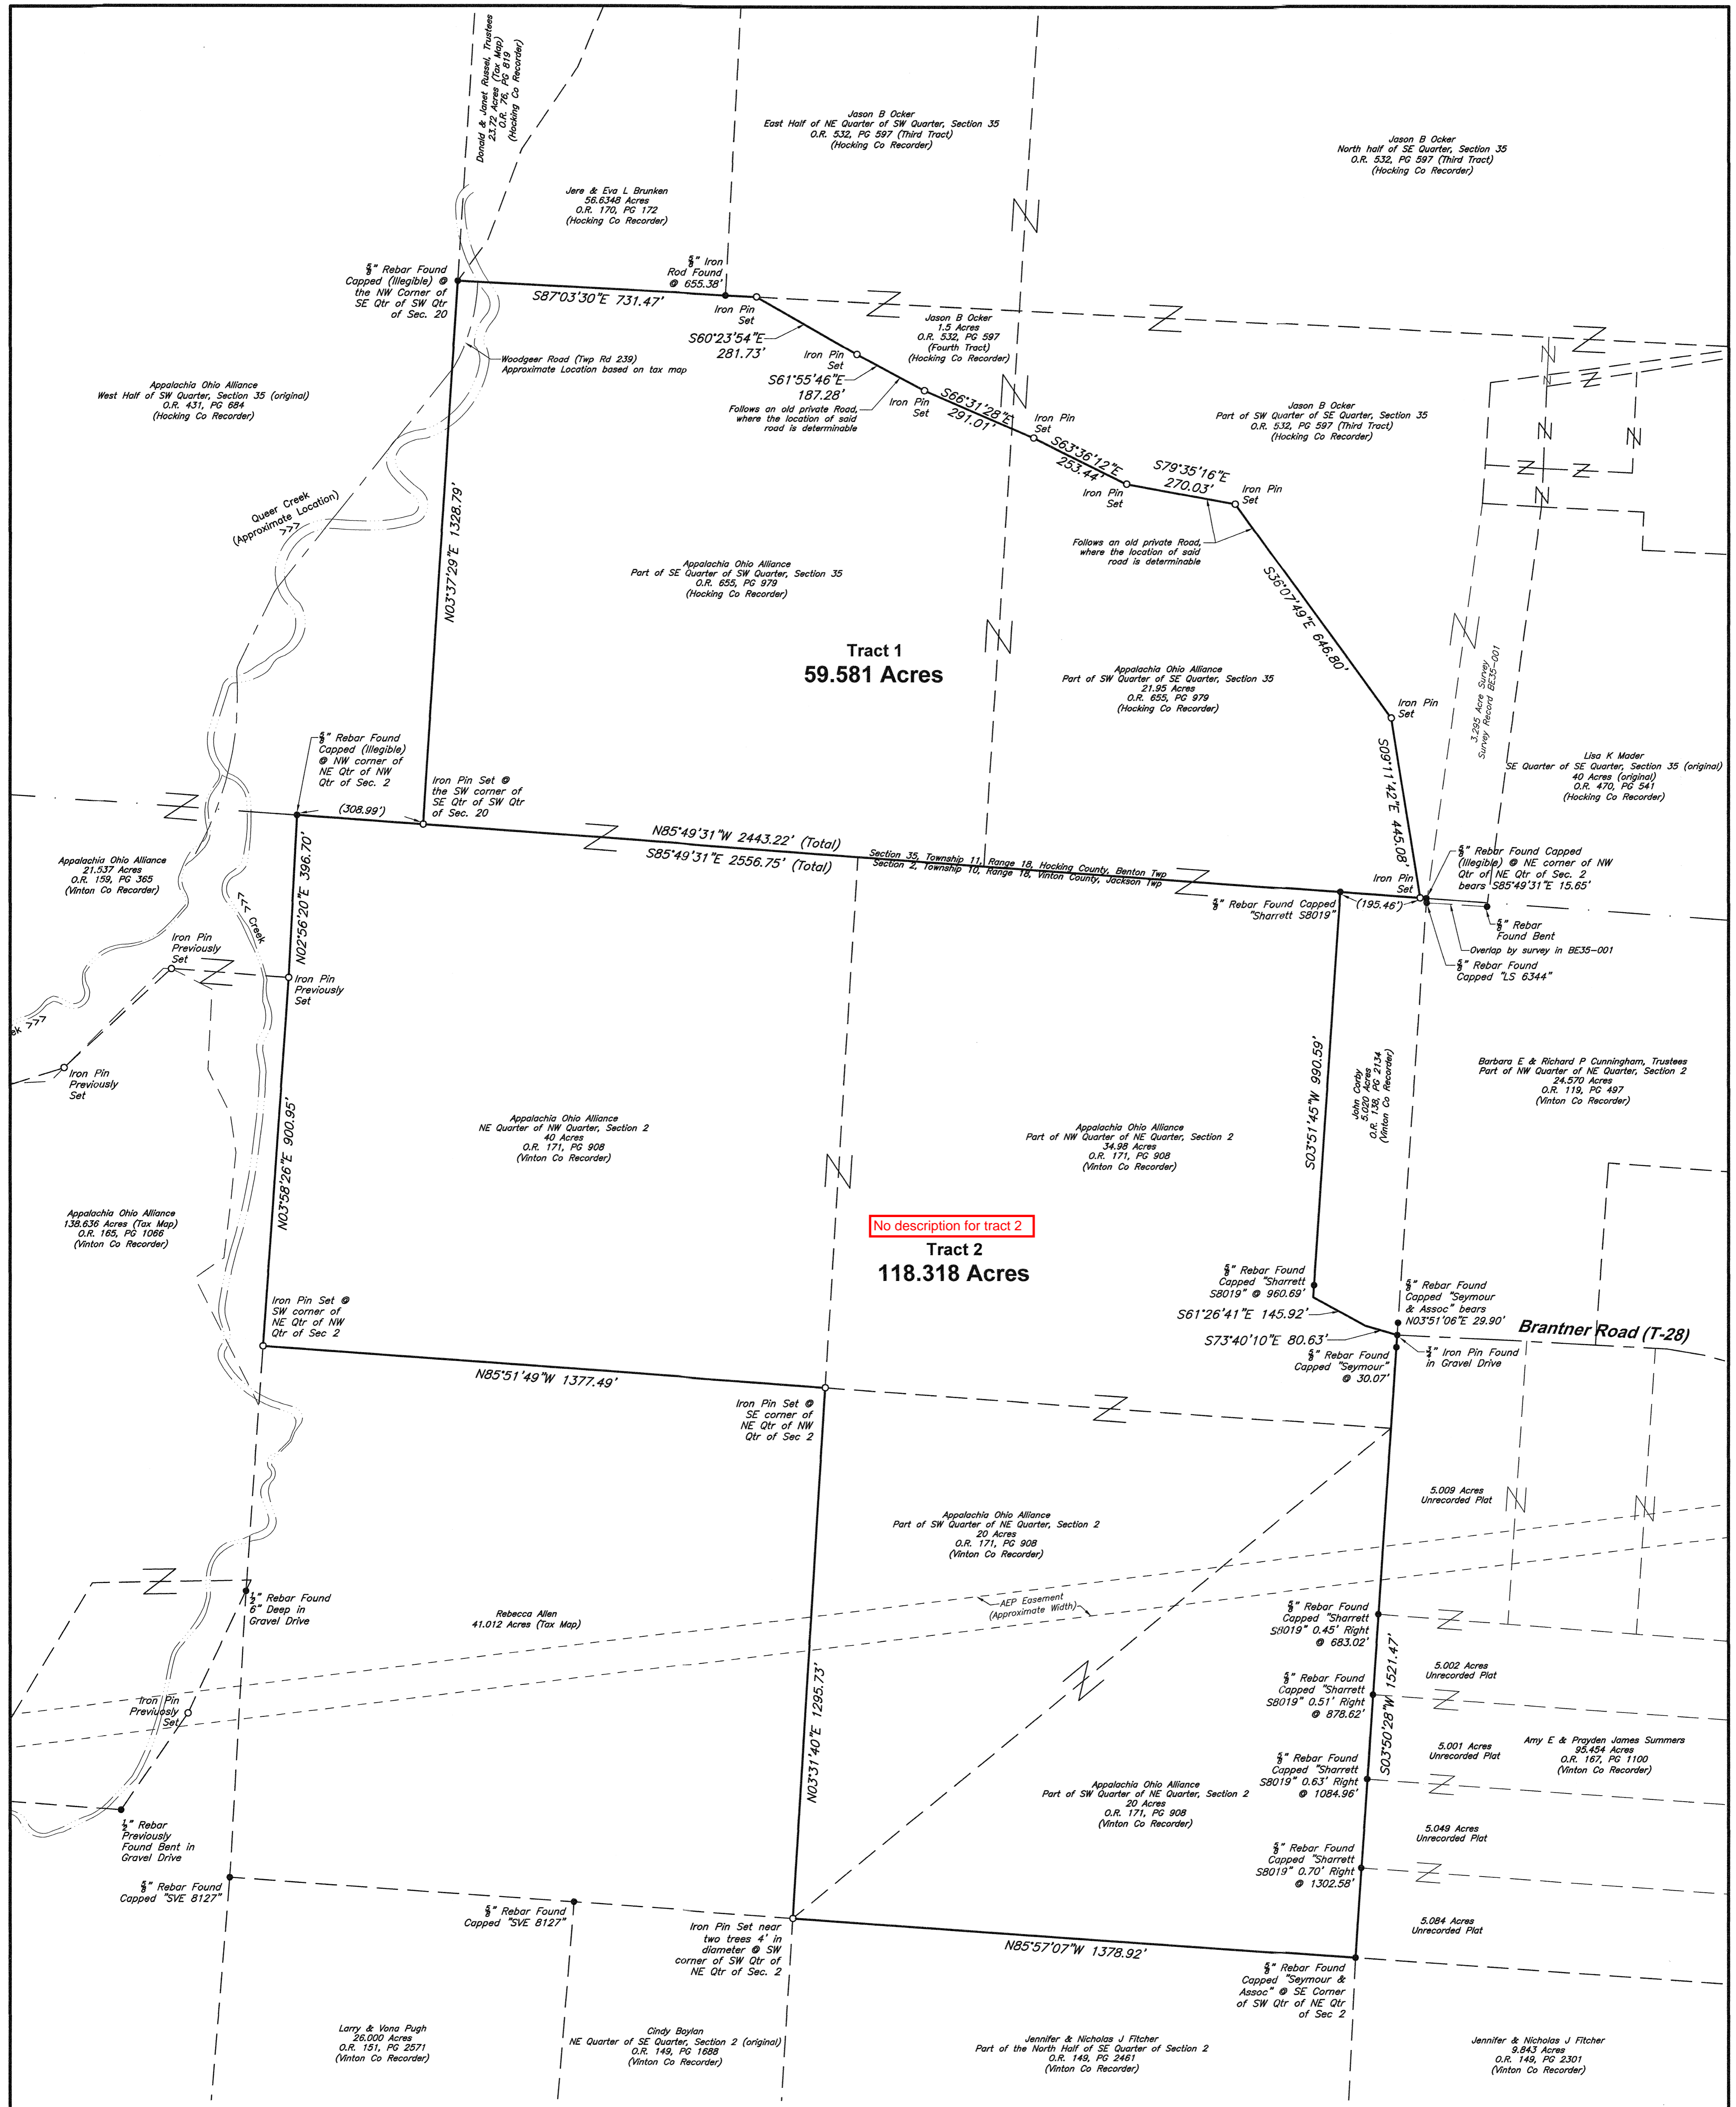 Donald & Janet Russel, Trustees
23.72 Acres (Tax Map)
O.R. 76, PG 819
(Hocking Co Recorder)
Jason B Ocker
East Half of NE Quarter of SW Quarter, Section 35
O.R. 532, PG 597 (Third Tract)
(Hocking Co Recorder)
Jason B Ocker
North half of SE Quarter, Section 35
O.R. 532, PG 597 (Third Tract)
(Hocking Co Recorder)
Jere & Eva L Brunken
56.6348 Acres
O.R. 170, PG 172
(Hocking Co Recorder)
5/8" Rebar Found
Capped (Illegible) @
the NW Corner of
SE Qtr of SW Qtr
of Sec. 20
5/8" Iron
Rod Found
@ 655.38'
S87°03'30"E 731.47'
Iron Pin
Set
S60°23'54"E
281.73'
Jason B Ocker
1.5 Acres
O.R. 532, PG 597
(Fourth Tract)
(Hocking Co Recorder)
Woodgeer Road (Twp Rd 239)
Approximate Location based on tax map
Iron Pin
Set
S61°55'46"E
187.28'
Follows an old private Road,
where the location of said
road is determinable
Iron Pin
Set
S66°31'28"E
291.01'
Iron Pin
Set
S63°36'12"E
253.44'
Iron Pin
Set
S79°35'16"E
270.03'
Iron Pin
Set
Appalachia Ohio Alliance
West Half of SW Quarter, Section 35 (original)
O.R. 431, PG 684
(Hocking Co Recorder)
Jason B Ocker
Part of SW Quarter of SE Quarter, Section 35
O.R. 532, PG 597 (Third Tract)
(Hocking Co Recorder)
Queer Creek
(Approximate Location)
>>>
N03°37'29"E 1328.79'
Follows an old private Road,
where the location of said
road is determinable
Appalachia Ohio Alliance
Part of SE Quarter of SW Quarter, Section 35
O.R. 655, PG 979
(Hocking Co Recorder)
S36°07'49"E 646.80'
Tract 1
59.581 Acres
Appalachia Ohio Alliance
Part of SW Quarter of SE Quarter, Section 35
21.95 Acres
O.R. 655, PG 979
(Hocking Co Recorder)
3.295 Acre Survey
Survey Record BE35-001
Iron Pin
Set
S09°11'42"E 445.08'
Lisa K Mader
SE Quarter of SE Quarter, Section 35 (original)
40 Acres (original)
O.R. 470, PG 541
(Hocking Co Recorder)
5/8" Rebar Found
Capped (Illegible)
@ NW corner of
NE Qtr of NW
Qtr of Sec. 2
Iron Pin Set @
the SW corner of
SE Qtr of SW Qtr
of Sec. 20
(308.99')
N85°49'31"W 2443.22' (Total)
S85°49'31"E 2556.75' (Total)
Section 35, Township 11, Range 18, Hocking County, Benton Twp
Section 2, Township 10, Range 18, Vinton County, Jackson Twp
5/8" Rebar Found Capped
(Illegible) @ NE corner of NW
Qtr of NE Qtr of Sec. 2
bears S85°49'31"E 15.65'
Iron Pin
Set
(195.46')
5/8" Rebar Found Capped
"Sharrett S8019"
5/8" Rebar
Found Bent
Overlap by survey in BE35-001
5/8" Rebar Found
Capped "LS 6344"
Appalachia Ohio Alliance
21.537 Acres
O.R. 159, PG 365
(Vinton Co Recorder)
N02°56'20"E 396.70'
>>> Creek
Iron Pin
Previously
Set
Iron Pin
Previously
Set
ek >>>
Iron Pin
Previously
Set
N03°58'26"E 900.95'
S03°51'45"W 990.59'
John Carby
5.020 Acres
O.R. 138, PG 2134
(Vinton Co Recorder)
Barbara E & Richard P Cunningham, Trustees
Part of NW Quarter of NE Quarter, Section 2
24.570 Acres
O.R. 119, PG 497
(Vinton Co Recorder)
Appalachia Ohio Alliance
NE Quarter of NW Quarter, Section 2
40 Acres
O.R. 171, PG 908
(Vinton Co Recorder)
Appalachia Ohio Alliance
Part of NW Quarter of NE Quarter, Section 2
34.98 Acres
O.R. 171, PG 908
(Vinton Co Recorder)
Appalachia Ohio Alliance
138.636 Acres (Tax Map)
O.R. 165, PG 1066
(Vinton Co Recorder)
No description for tract 2
Tract 2
118.318 Acres
5/8" Rebar Found
Capped "Sharrett
S8019" @ 960.69'
S61°26'41"E 145.92'
S73°40'10"E 80.63'
5/8" Rebar Found
Capped "Seymour
& Assoc" bears
N03°51'06"E 29.90'
Brantner Road (T-28)
3/4" Iron Pin Found
in Gravel Drive
5/8" Rebar Found
Capped "Seymour"
@ 30.07'
Iron Pin Set @
SW corner of
NE Qtr of NW
Qtr of Sec 2
N85°51'49"W 1377.49'
Iron Pin Set @
SE corner of
NE Qtr of NW
Qtr of Sec 2
5.009 Acres
Unrecorded Plat
Appalachia Ohio Alliance
Part of SW Quarter of NE Quarter, Section 2
20 Acres
O.R. 171, PG 908
(Vinton Co Recorder)
1/2" Rebar Found
6" Deep in
Gravel Drive
Rebecca Allen
41.012 Acres (Tax Map)
AEP Easement
(Approximate Width)
5/8" Rebar Found
Capped "Sharrett
S8019" 0.45' Right
@ 683.02'
S03°50'28"W 1521.47'
5.002 Acres
Unrecorded Plat
5/8" Rebar Found
Capped "Sharrett
S8019" 0.51' Right
@ 878.62'
Iron Pin
Previuosly
Set
N03°31'40"E 1295.73'
5.001 Acres
Unrecorded Plat
Amy E & Prayden James Summers
95.454 Acres
O.R. 167, PG 1100
(Vinton Co Recorder)
5/8" Rebar Found
Capped "Sharrett
S8019" 0.63' Right
@ 1084.96'
Appalachia Ohio Alliance
Part of SW Quarter of NE Quarter, Section 2
20 Acres
O.R. 171, PG 908
(Vinton Co Recorder)
1/2" Rebar
Previously
Found Bent in
Gravel Drive
5.049 Acres
Unrecorded Plat
5/8" Rebar Found
Capped "Sharrett
S8019" 0.70' Right
@ 1302.58'
5/8" Rebar Found
Capped "SVE 8127"
5/8" Rebar Found
Capped "SVE 8127"
Iron Pin Set near
two trees 4' in
diameter @ SW
corner of SW Qtr of
NE Qtr of Sec. 2
N85°57'07"W 1378.92'
5.084 Acres
Unrecorded Plat
5/8" Rebar Found
Capped "Seymour &
Assoc" @ SE Corner
of SW Qtr of NE Qtr
of Sec 2
Larry & Vona Pugh
26.000 Acres
O.R. 151, PG 2571
(Vinton Co Recorder)
Cindy Boylan
NE Quarter of SE Quarter, Section 2 (original)
O.R. 149, PG 1688
(Vinton Co Recorder)
Jennifer & Nicholas J Fitcher
Part of the North Half of SE Quarter of Section 2
O.R. 149, PG 2461
(Vinton Co Recorder)
Jennifer & Nicholas J Fitcher
9.843 Acres
O.R. 149, PG 2301
(Vinton Co Recorder)